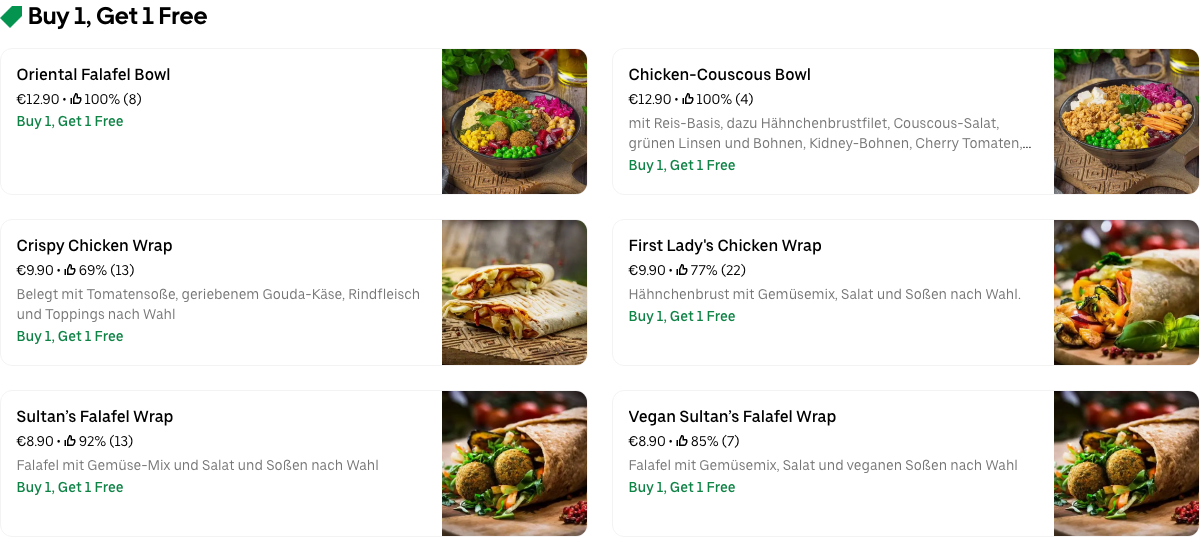 Buy 1, Get 1 Free
Oriental Falafel Bowl
€12.90 • 100% (8)
Buy 1, Get 1 Free
Chicken-Couscous Bowl
€12.90 • 100% (4)
mit Reis-Basis, dazu Hähnchenbrustfilet, Couscous-Salat,
grünen Linsen und Bohnen, Kidney-Bohnen, Cherry Tomaten,...
Buy 1, Get 1 Free
Crispy Chicken Wrap
€9.90 • 69% (13)
Belegt mit Tomatensoße, geriebenem Gouda-Käse, Rindfleisch
und Toppings nach Wahl
Buy 1, Get 1 Free
First Lady's Chicken Wrap
€9.90 • 77% (22)
Hähnchenbrust mit Gemüsemix, Salat und Soßen nach Wahl.
Buy 1, Get 1 Free
Sultan’s Falafel Wrap
€8.90 • 92% (13)
Falafel mit Gemüse-Mix und Salat und Soßen nach Wahl
Buy 1, Get 1 Free
Vegan Sultan’s Falafel Wrap
€8.90 • 85% (7)
Falafel mit Gemüsemix, Salat und veganen Soßen nach Wahl
Buy 1, Get 1 Free